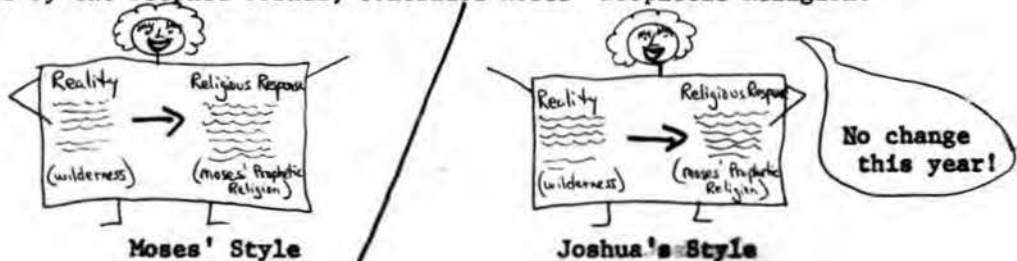 Reality Religious Response
(wilderness) (Moses' Prophetic
Religion)
Moses' Style
Reality Religious Respons
(wilderness) (Moses' Prophetic
Religion)
Joshua's Style
No change
this year!